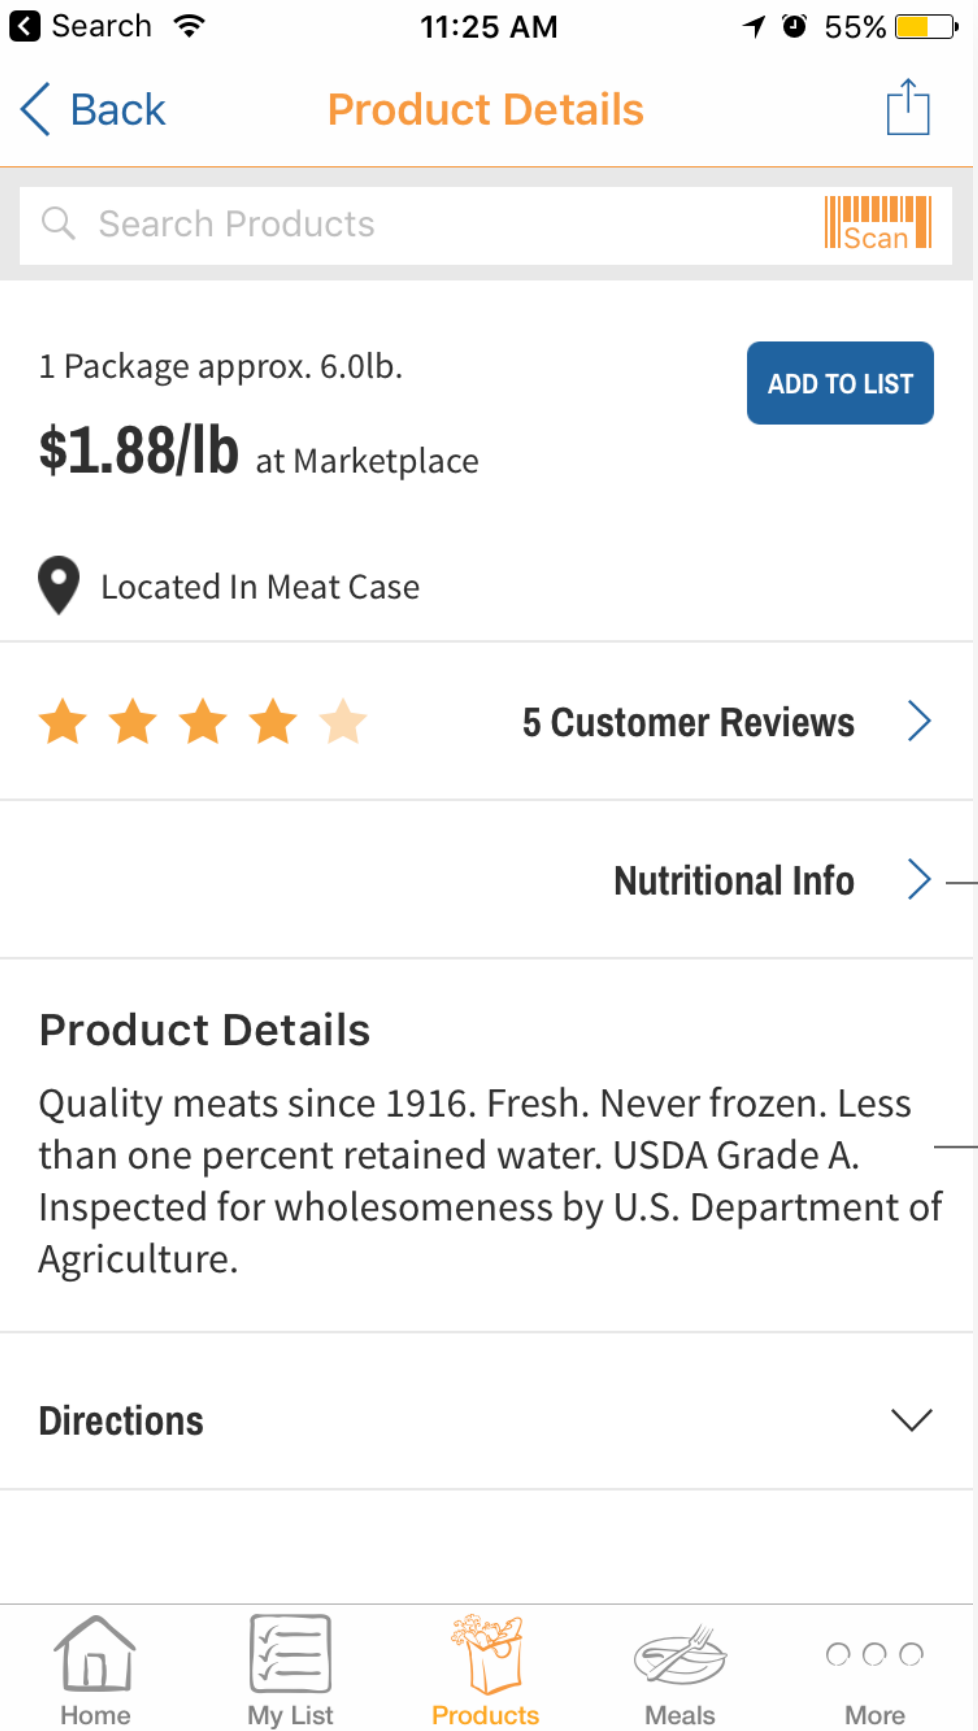 Search
11:25 AM
55%
Back
Product Details
Search Products
Scan
1 Package approx. 6.0lb.
ADD TO LIST
$1.88/lb at Marketplace
Located In Meat Case
5 Customer Reviews
Nutritional Info
Product Details
Quality meats since 1916. Fresh. Never frozen. Less
than one percent retained water. USDA Grade A.
Inspected for wholesomeness by U.S. Department of
Agriculture.
Directions
Home
My List
Products
Meals
More